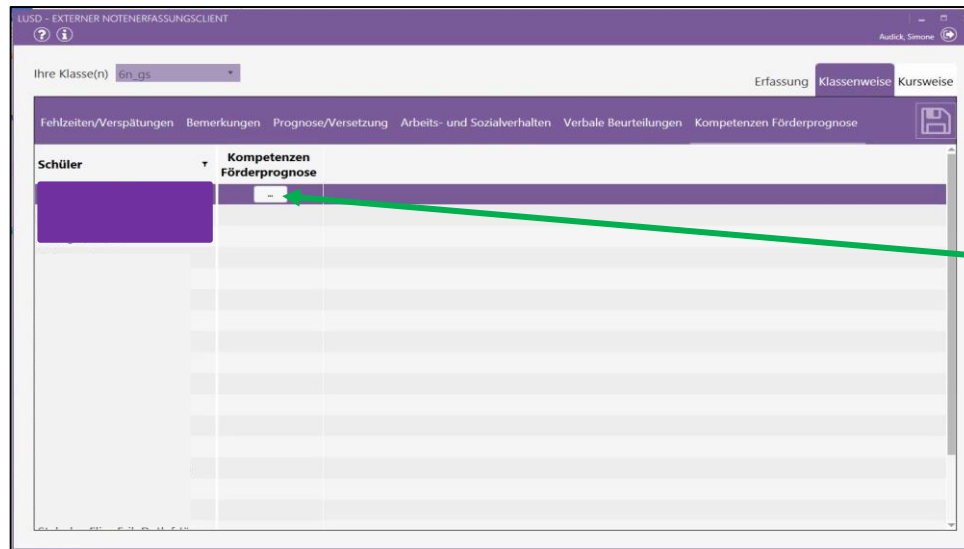 LUSD - EXTERNER NOTENERFASSUNGSCLIENT
Audick, Simone
Ihre Klasse(n) 6n_gs
Erfassung Klassenweise Kursweise
Fehlzeiten/Verspätungen Bemerkungen Prognose/Versetzung Arbeits- und Sozialverhalten Verbale Beurteilungen Kompetenzen Förderprognose
Schüler
Kompetenzen
Förderprognose
...